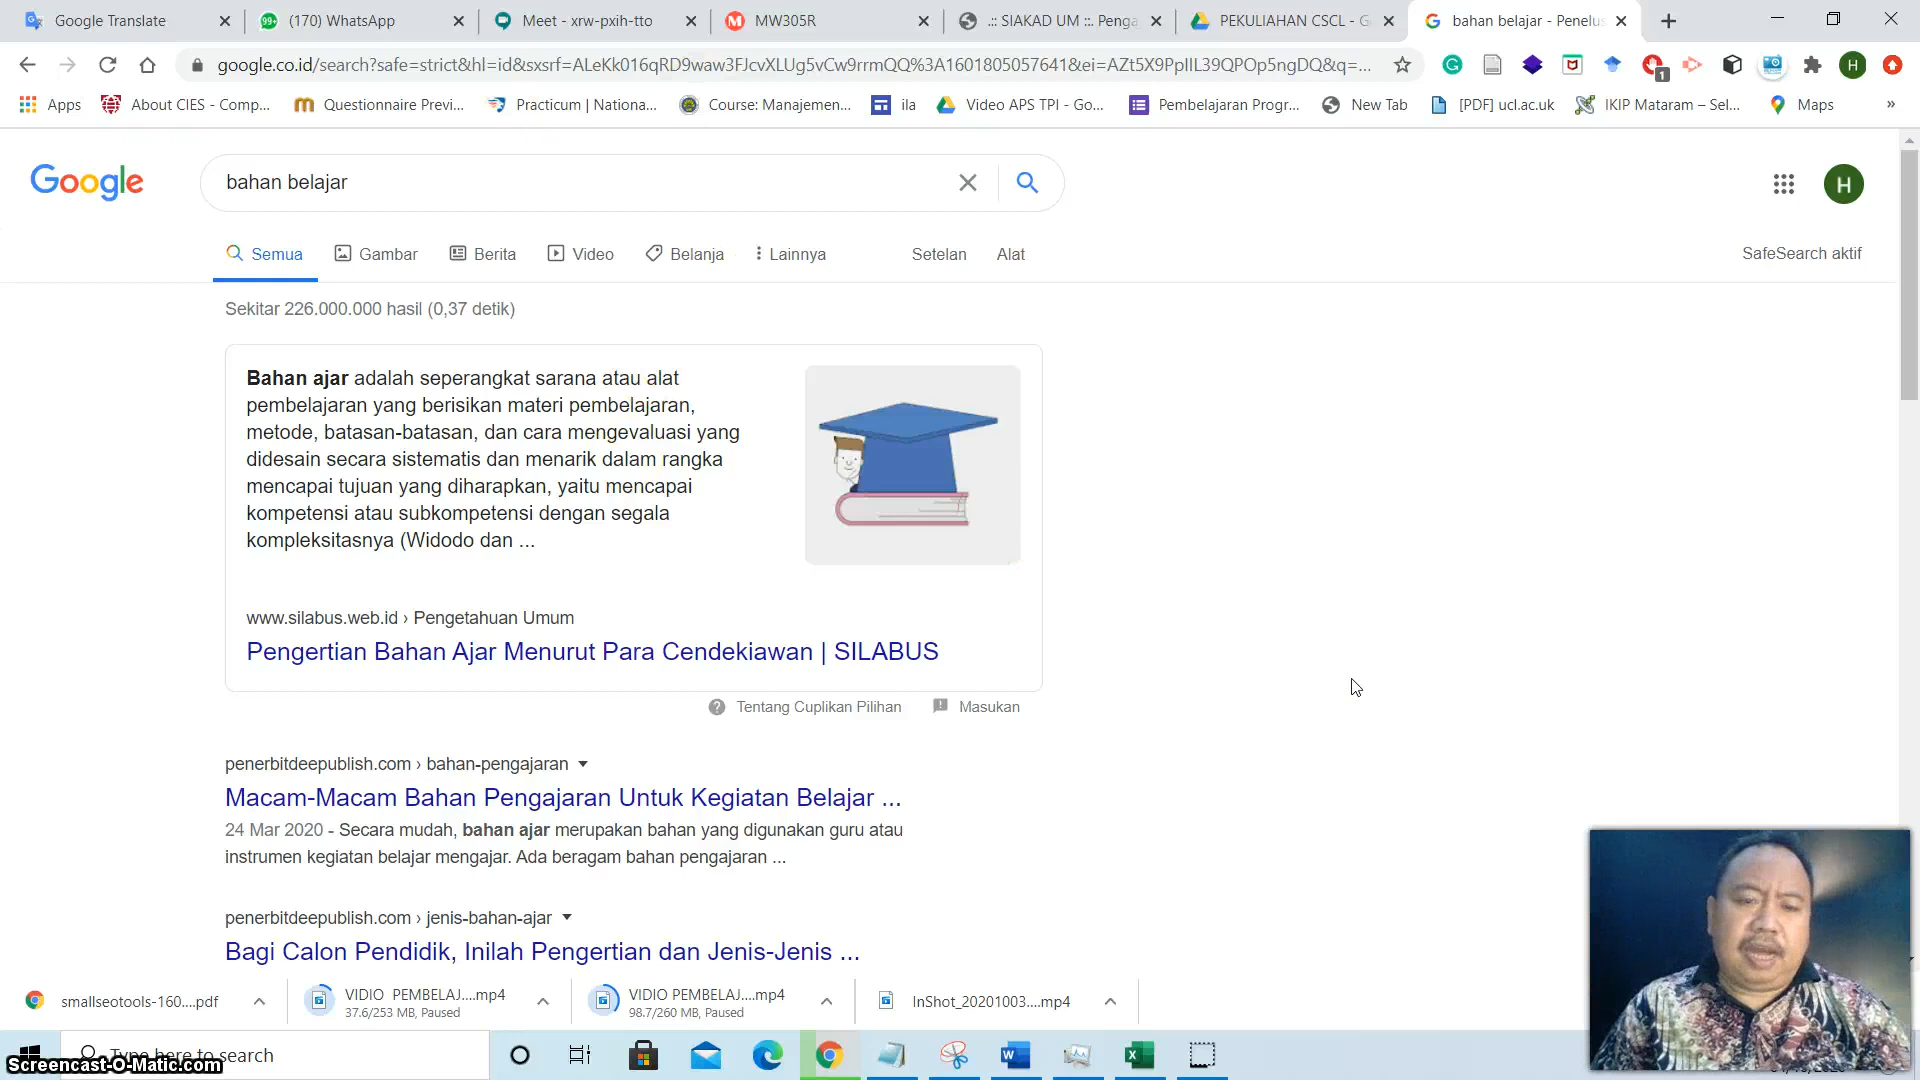 Google Translate
(170) WhatsApp
Meet - xrw-pxih-tto
MW305R
.:: SIAKAD UM ::. Penga
PEKULIAHAN CSCL - G
bahan belajar - Penelus
google.co.id/search?safe=strict&hl=id&sxsrf=ALeKk016qRD9waw3FJcvXLUg5vCw9rrmQQ%3A1601805057641&ei=AZt5X9PpIIL39QPOp5ngDQ&q=...
Apps
About CIES - Comp...
Questionnaire Previ...
Practicum | Nationa...
Course: Manajemen...
ila
Video APS TPI - Go...
Pembelajaran Progr...
New Tab
[PDF] ucl.ac.uk
IKIP Mataram – Sel...
Maps
»
Google
bahan belajar
H
Semua
Gambar
Berita
Video
Belanja
Lainnya
Setelan
Alat
SafeSearch aktif
Sekitar 226.000.000 hasil (0,37 detik)
Bahan ajar adalah seperangkat sarana atau alat
pembelajaran yang berisikan materi pembelajaran,
metode, batasan-batasan, dan cara mengevaluasi yang
didesain secara sistematis dan menarik dalam rangka
mencapai tujuan yang diharapkan, yaitu mencapai
kompetensi atau subkompetensi dengan segala
kompleksitasnya (Widodo dan ...
www.silabus.web.id › Pengetahuan Umum
Pengertian Bahan Ajar Menurut Para Cendekiawan | SILABUS
Tentang Cuplikan Pilihan
Masukan
penerbitdeepublish.com › bahan-pengajaran
Macam-Macam Bahan Pengajaran Untuk Kegiatan Belajar ...
24 Mar 2020 - Secara mudah, bahan ajar merupakan bahan yang digunakan guru atau
instrumen kegiatan belajar mengajar. Ada beragam bahan pengajaran ...
penerbitdeepublish.com › jenis-bahan-ajar
Bagi Calon Pendidik, Inilah Pengertian dan Jenis-Jenis ...
smallseotools-160....pdf
VIDIO PEMBELAJ....mp4
37.6/253 MB, Paused
VIDIO PEMBELAJ....mp4
98.7/260 MB, Paused
InShot_20201003....mp4
Type here to search
Screencast-O-Matic.com